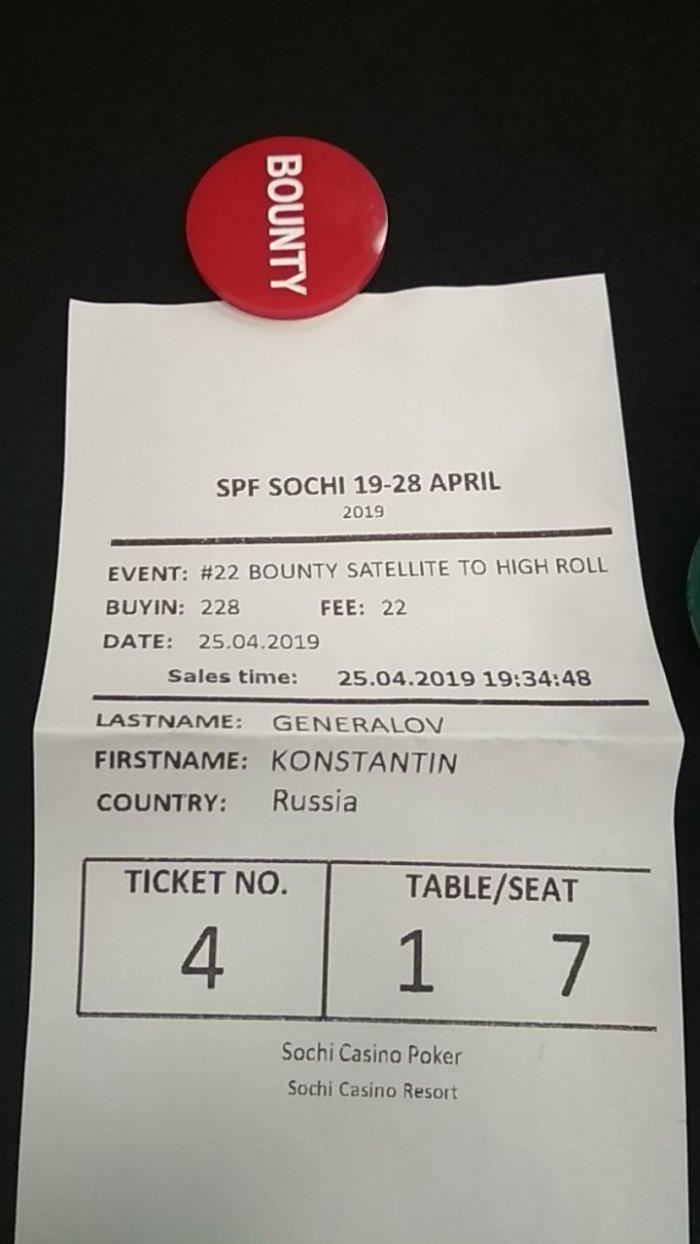 BOUNTY
SPF SOCHI 19-28 APRIL
2019
EVENT: #22 BOUNTY SATELLITE TO HIGH ROLL
BUYIN: 228 FEE: 22
DATE: 25.04.2019
Sales time: 25.04.2019 19:34:48
LASTNAME: GENERALOV
FIRSTNAME: KONSTANTIN
COUNTRY: Russia
TICKET NO. TABLE/SEAT
4 1 7
Sochi Casino Poker
Sochi Casino Resort